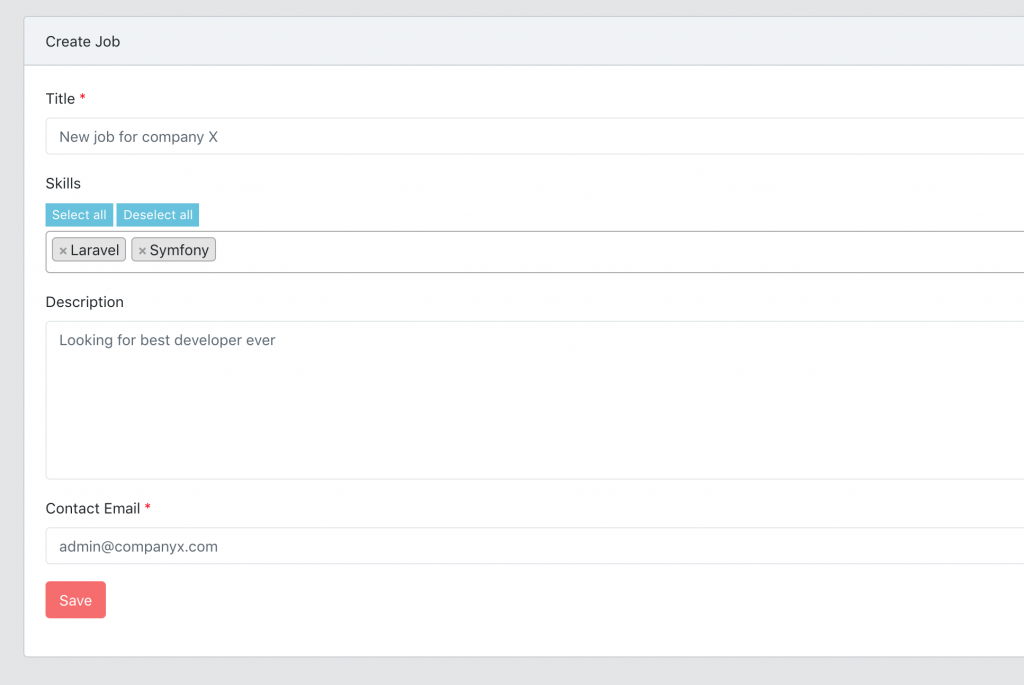 Create Job
Title *
New job for company X
Skills
Select all Deselect all
× Laravel × Symfony
Description
Looking for best developer ever
Contact Email *
admin@companyx.com
Save